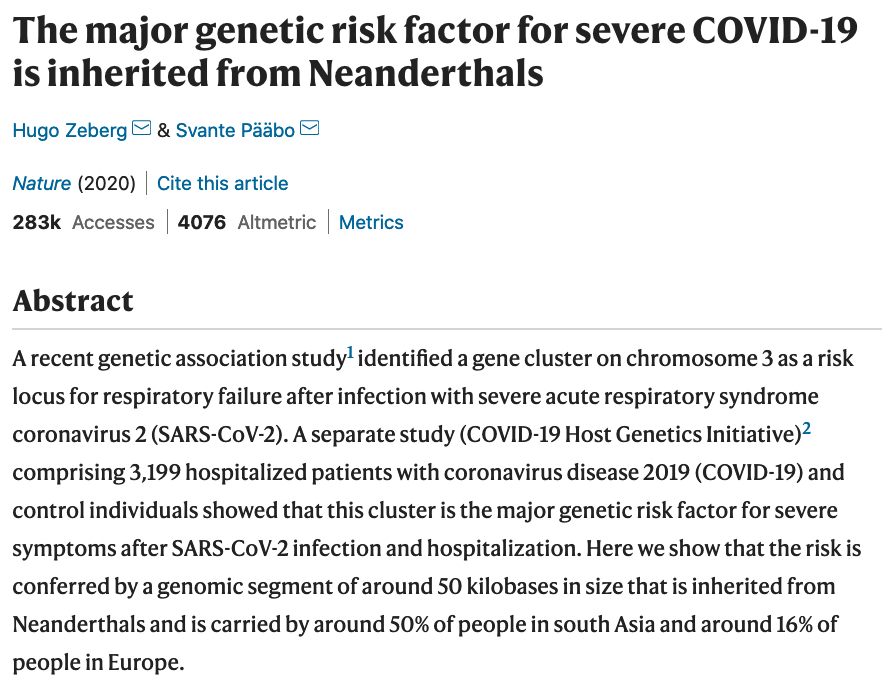 The major genetic risk factor for severe COVID-19
is inherited from Neanderthals
Hugo Zeberg & Svante Pääbo
Nature (2020) | Cite this article
283k Accesses | 4076 Altmetric | Metrics
Abstract
A recent genetic association study1 identified a gene cluster on chromosome 3 as a risk
locus for respiratory failure after infection with severe acute respiratory syndrome
coronavirus 2 (SARS-CoV-2). A separate study (COVID-19 Host Genetics Initiative)2
comprising 3,199 hospitalized patients with coronavirus disease 2019 (COVID-19) and
control individuals showed that this cluster is the major genetic risk factor for severe
symptoms after SARS-CoV-2 infection and hospitalization. Here we show that the risk is
conferred by a genomic segment of around 50 kilobases in size that is inherited from
Neanderthals and is carried by around 50% of people in south Asia and around 16% of
people in Europe.